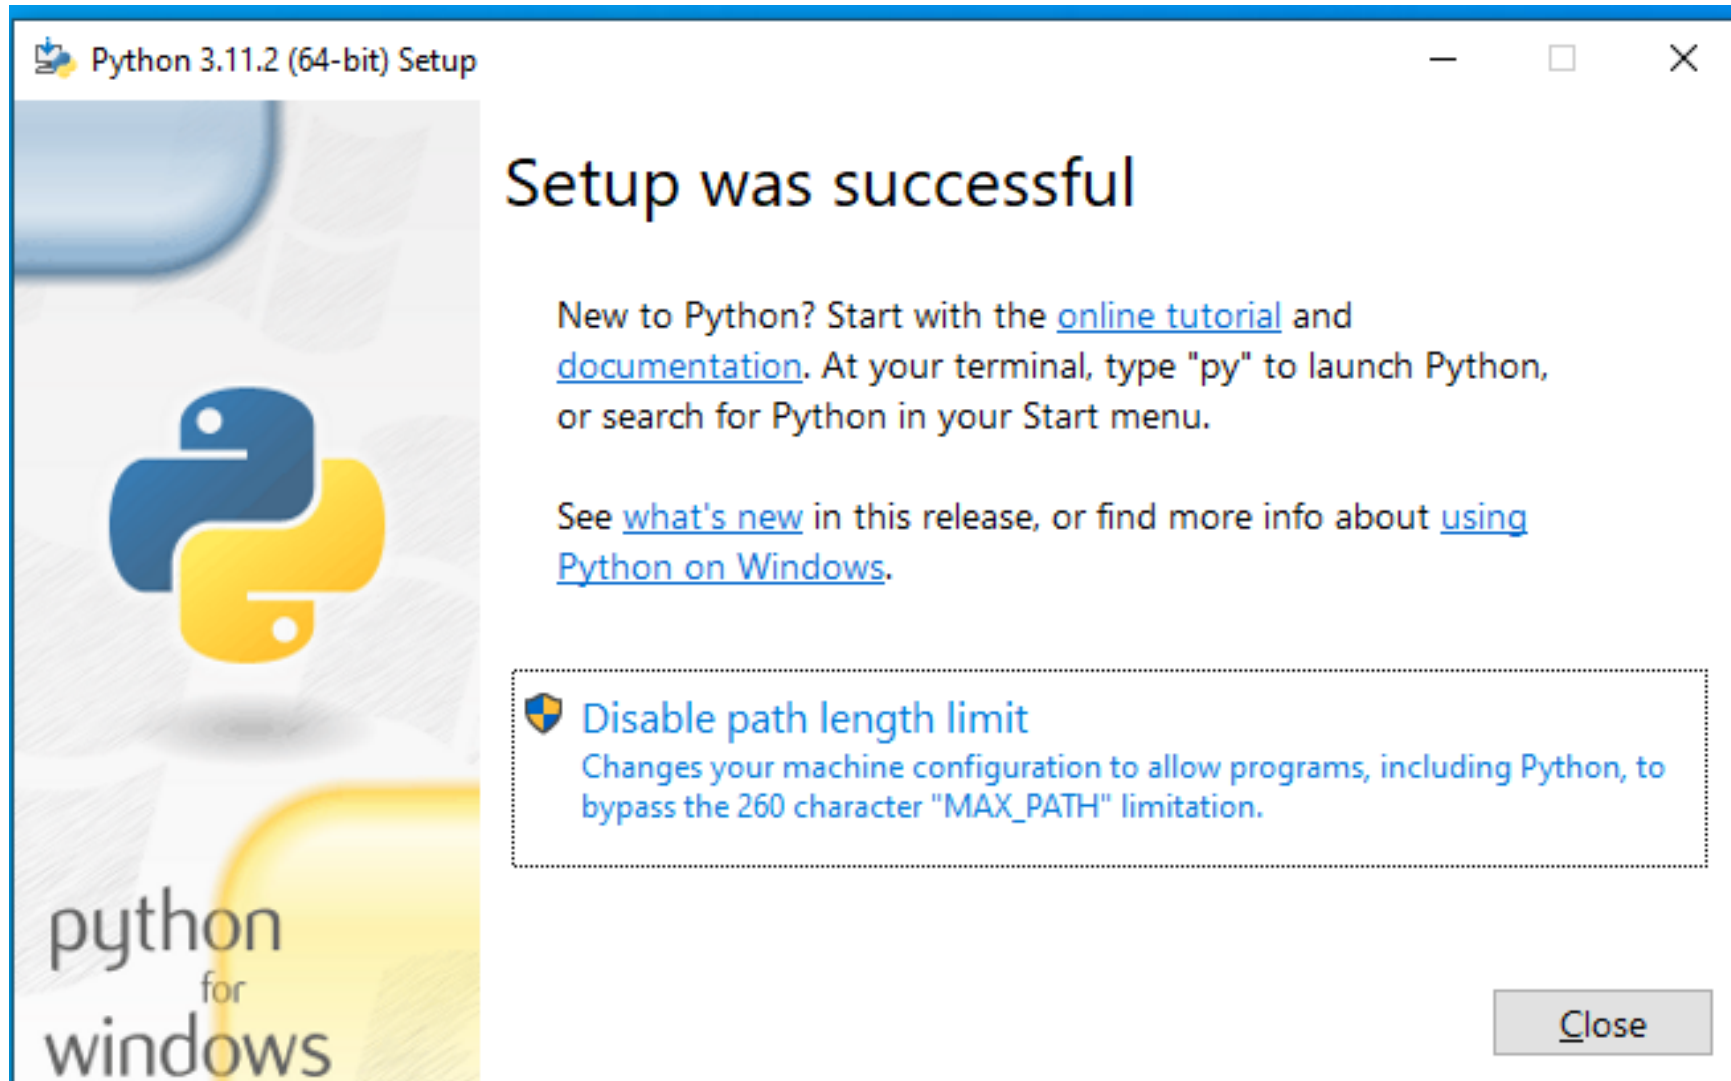 Python 3.11.2 (64-bit) Setup
Setup was successful
New to Python? Start with the online tutorial and
documentation. At your terminal, type "py" to launch Python,
or search for Python in your Start menu.
See what's new in this release, or find more info about using
Python on Windows.
Disable path length limit
Changes your machine configuration to allow programs, including Python, to
bypass the 260 character "MAX_PATH" limitation.
python
for
windows
Close